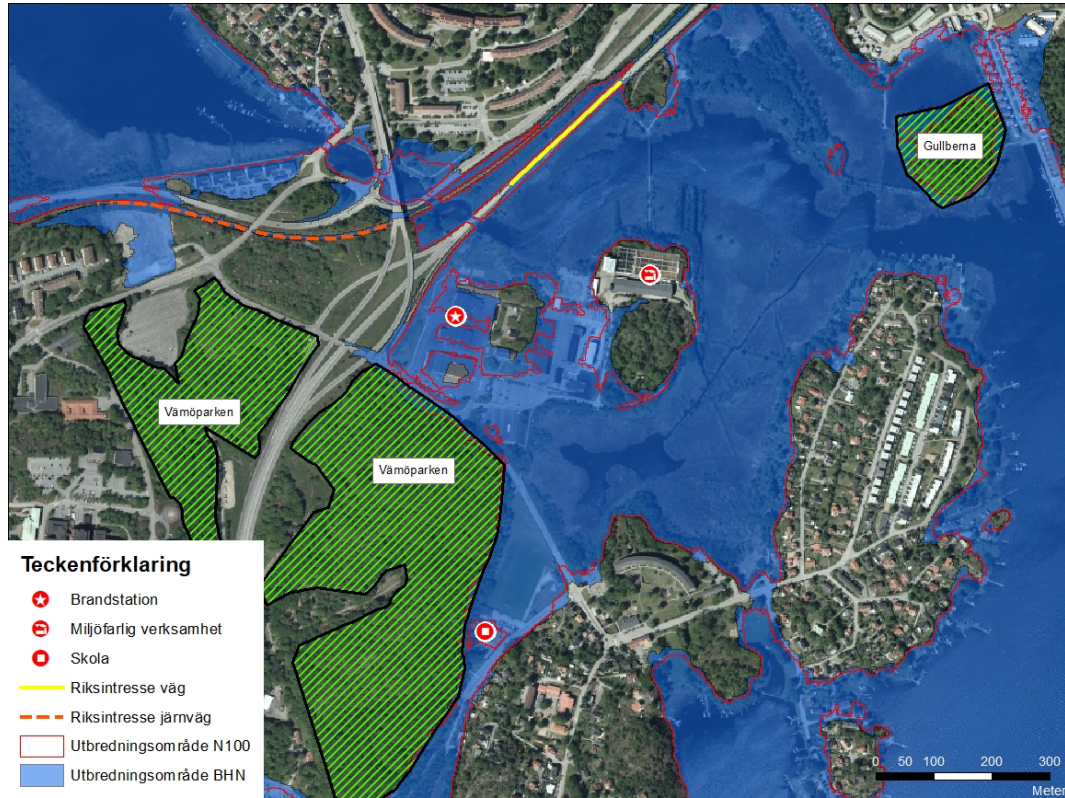 Gullberna
Vämöparken
Vämöparken
Teckenförklaring
Brandstation
Miljöfarlig verksamhet
Skola
Riksintresse väg
Riksintresse järnväg
Utbredningsområde N100
Utbredningsområde BHN
0 50 100 200 300
Meter